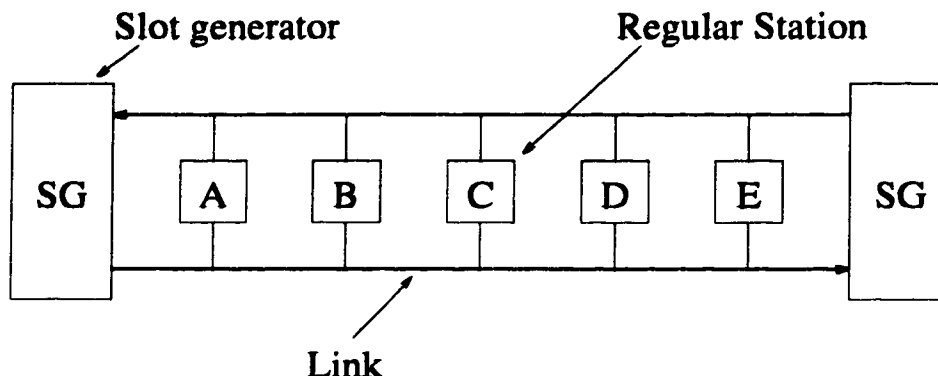 Slot generator
Regular Station
SG A B C D E SG
Link